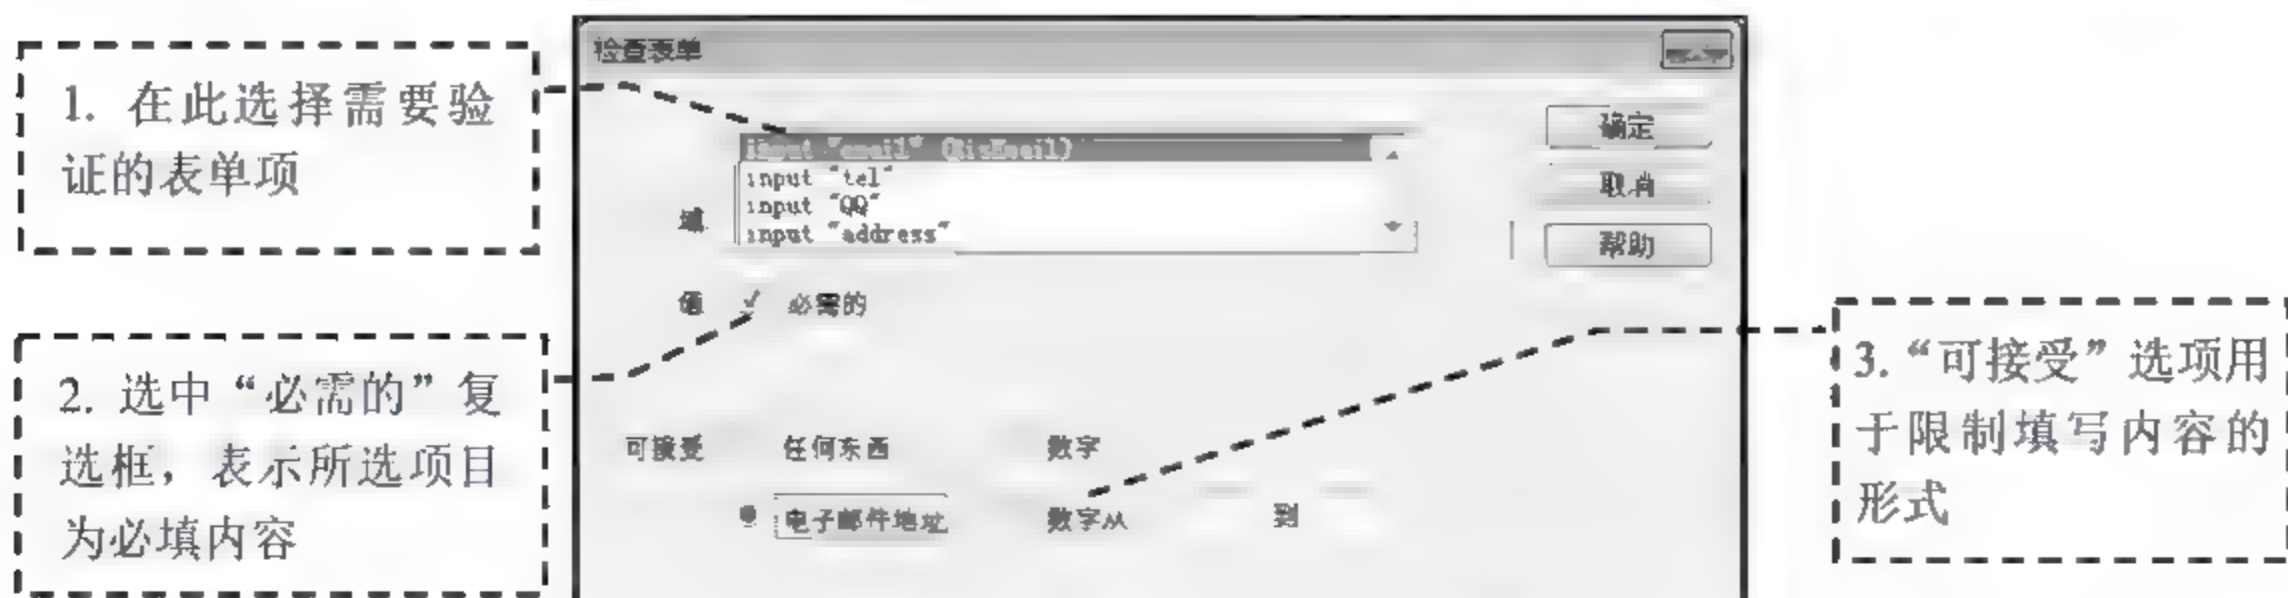 检查表单
1. 在此选择需要验
证的表单项
确定
input "email" (RisEmail)
input "tel"
取消
input "QQ"
域
input "address"
帮助
值 必需的
2. 选中“必需的”复
选框，表示所选项目
为必填内容
3. “可接受”选项用
于限制填写内容的
形式
可接受 任何东西 数字
电子邮件地址 数字从 到